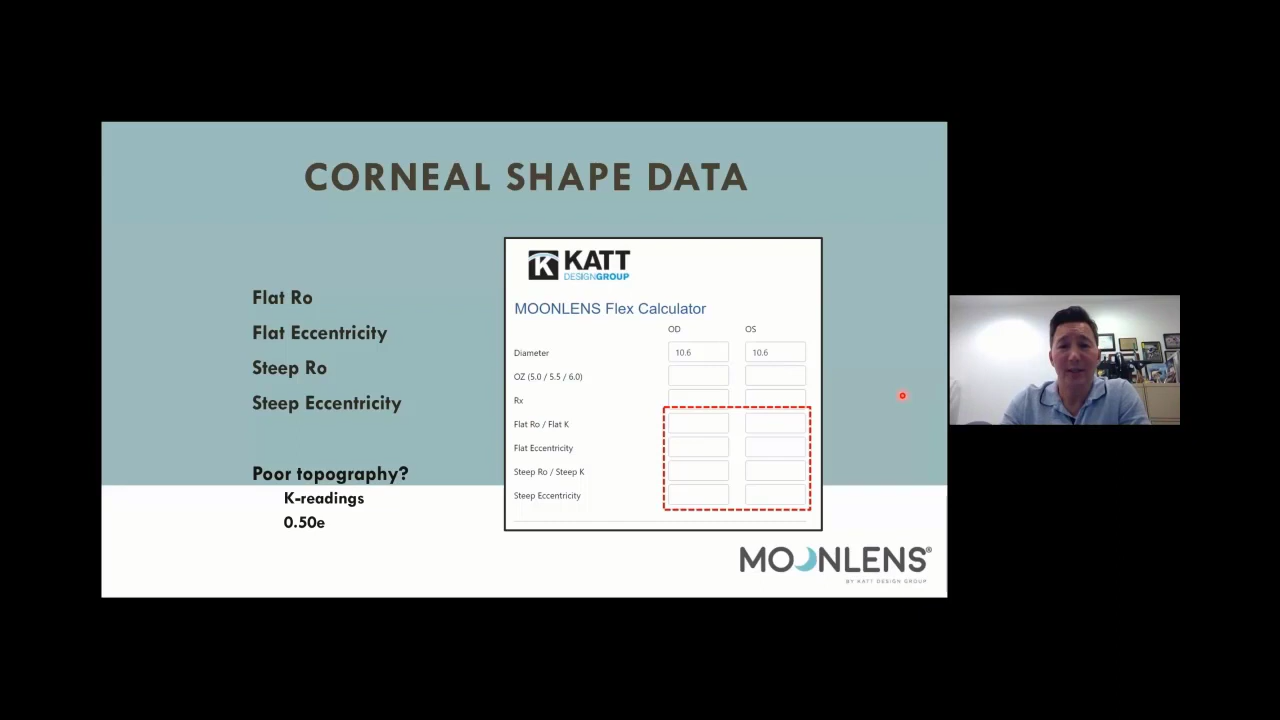 CORNEAL SHAPE DATA
Flat Ro
Flat Eccentricity
Steep Ro
Steep Eccentricity
Poor topography?
K-readings
0.50e
K KATT
DESIGNGROUP
MOONLENS Flex Calculator
OD OS
Diameter 10.6 10.6
OZ (5.0 / 5.5 / 6.0)
Rx
Flat Ro / Flat K
Flat Eccentricity
Steep Ro / Steep K
Steep Eccentricity
MOONLENS®
BY KATT DESIGN GROUP